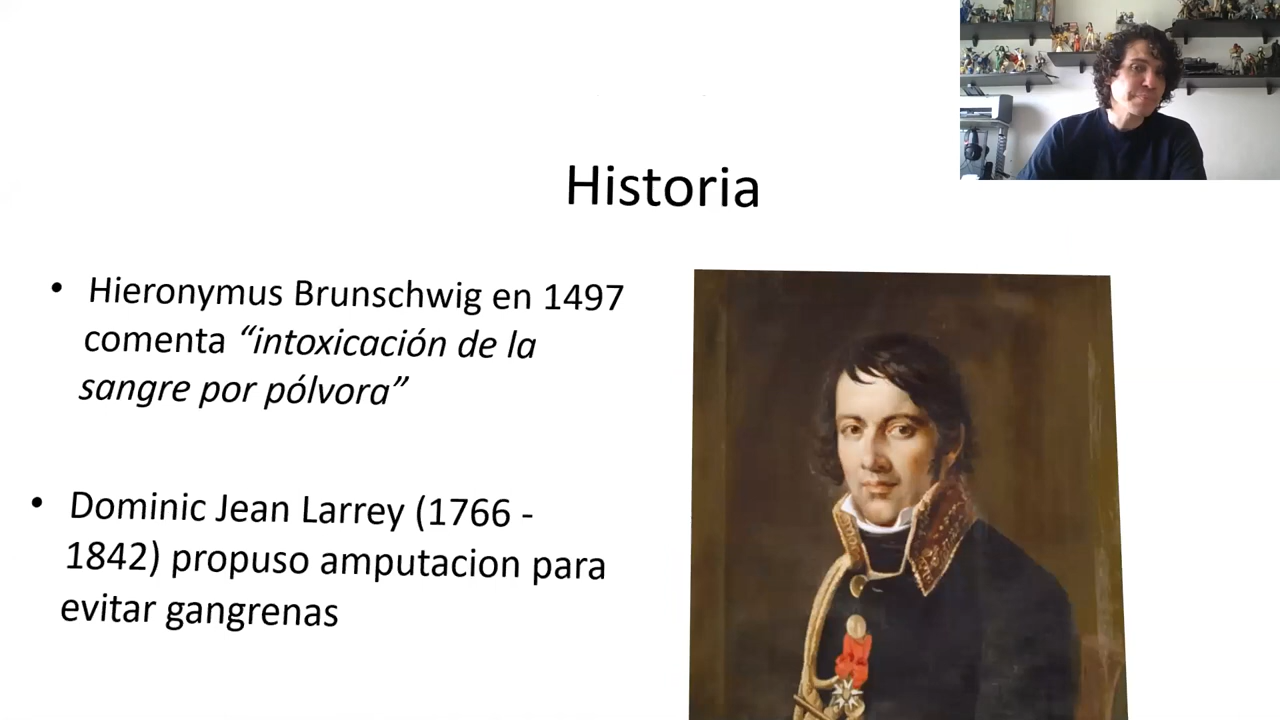 Historia
• Hieronymus Brunschwig en 1497
comenta “intoxicación de la
sangre por pólvora”
• Dominic Jean Larrey (1766 -
1842) propuso amputacion para
evitar gangrenas